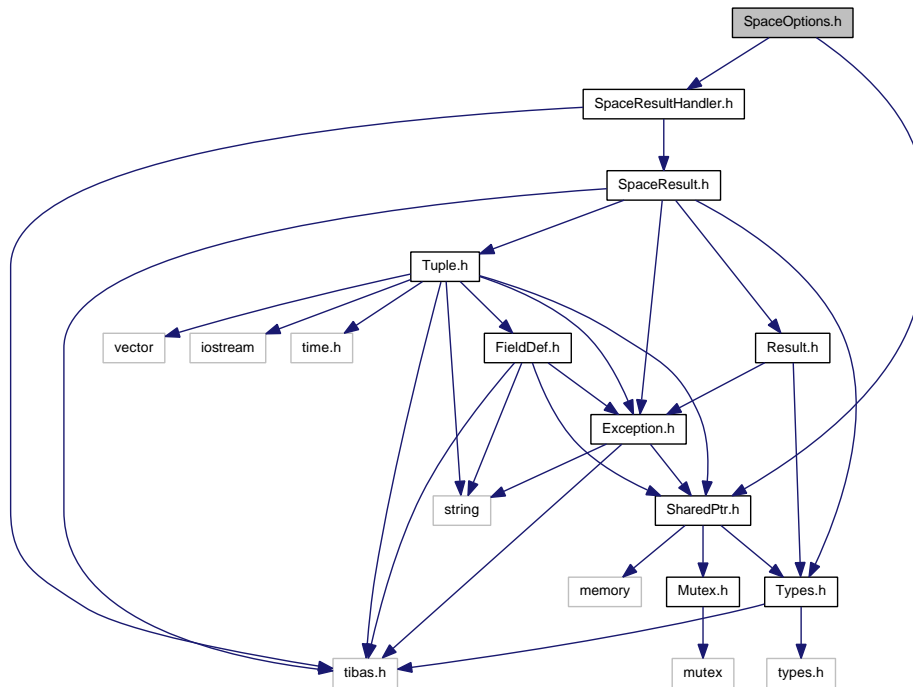 SpaceOptions.h
SpaceResultHandler.h
SpaceResult.h
Tuple.h
vector
iostream
time.h
FieldDef.h
Result.h
Exception.h
string
SharedPtr.h
memory
Mutex.h
Types.h
tibas.h
mutex
types.h